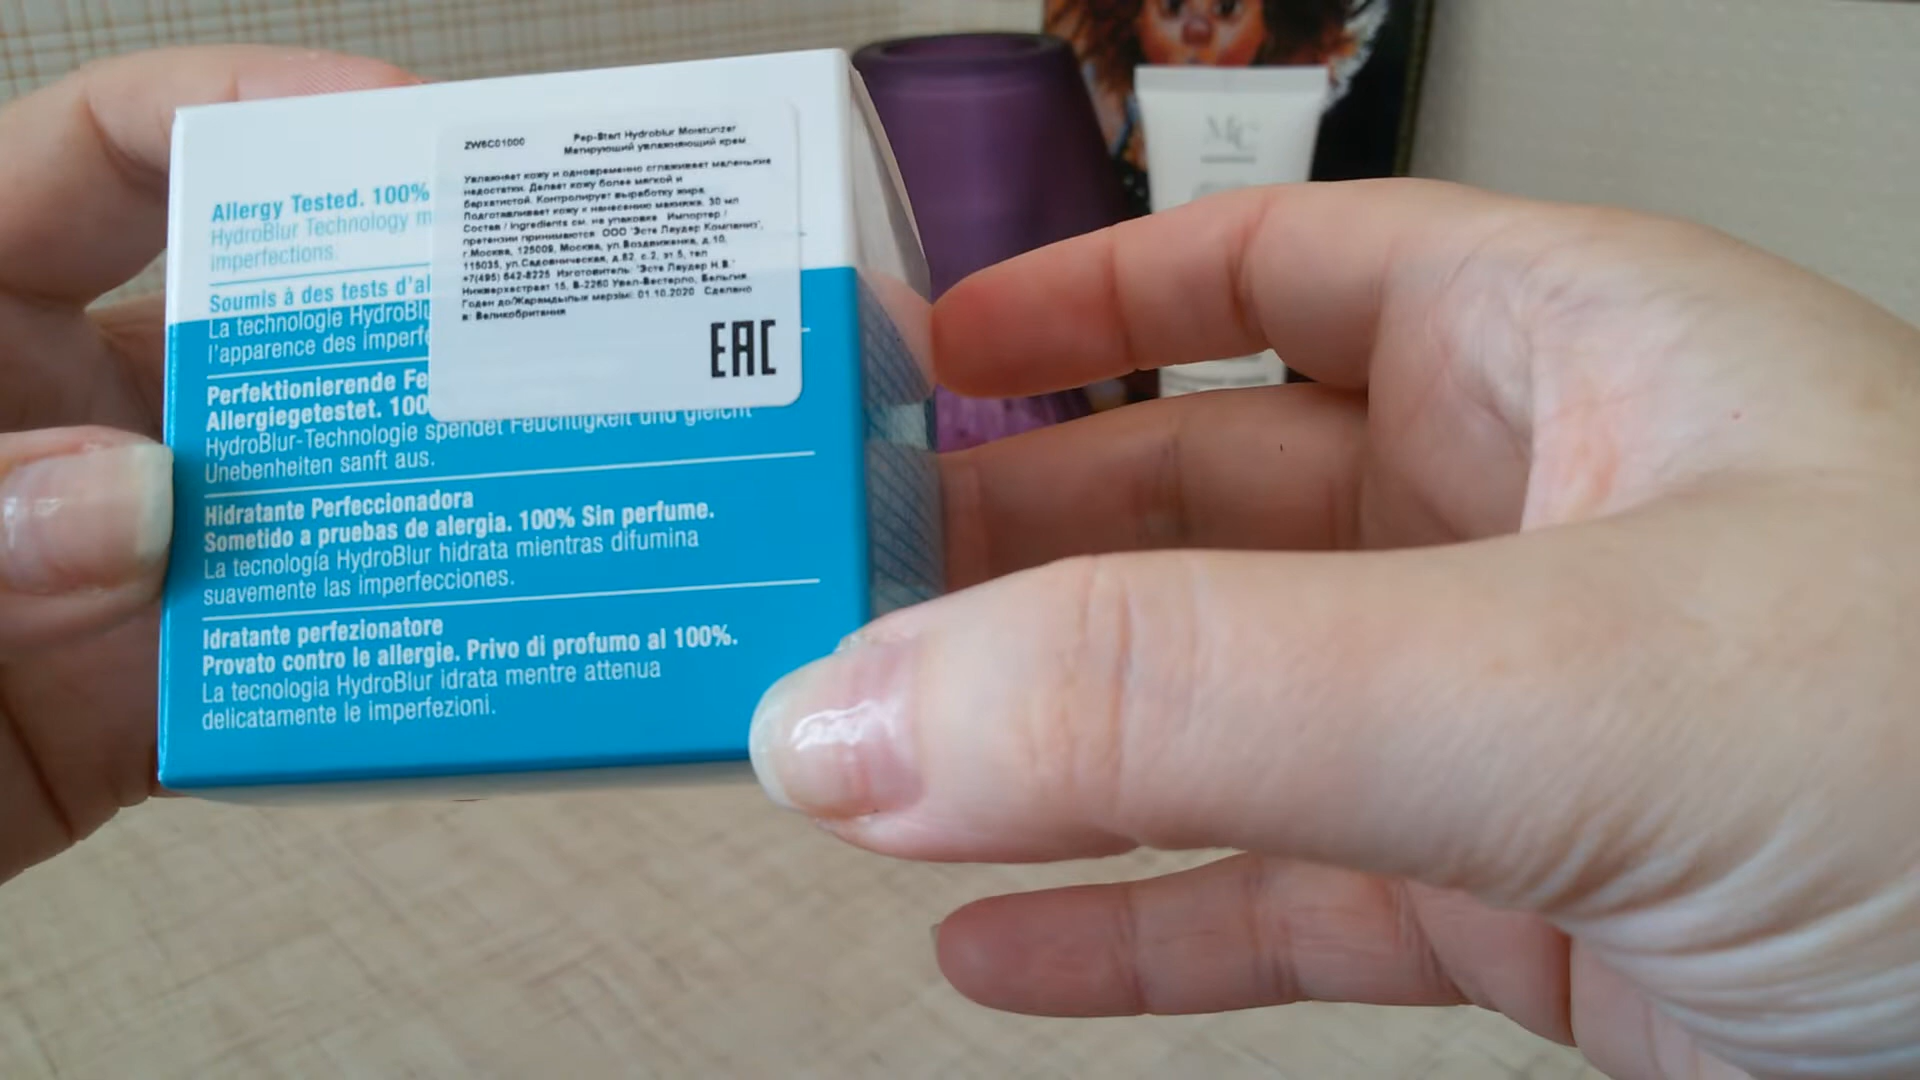 Allergy Tested. 100%
HydroBlur Technology m
imperfections.
Soumis à des tests d'al
La technologie HydroBlu
l'apparence des imperfe
Perfektionierende Fe
Allergiegetestet. 100
HydroBlur-Technologie spendet Feuchtigkeit und gleicht
Unebenheiten sanft aus.
Hidratante Perfeccionadora
Sometido a pruebas de alergia. 100% Sin perfume.
La tecnología HydroBlur hidrata mientras difumina
suavemente las imperfecciones.
Idratante perfezionatore
Provato contro le allergie. Privo di profumo al 100%.
La tecnologia HydroBlur idrata mentre attenua
delicatamente le imperfezioni.
ZW6C01000 Pep-Start Hydroblur Moisturizer
Матирующий увлажняющий крем
Увлажняет кожу и одновременно сглаживает маленькие
недостатки. Делает кожу более мягкой и
бархатистой. Контролирует выработку жира.
Подготавливает кожу к нанесению макияжа. 30 мл
Состав / Ingredients см. на упаковке Импортер /
претензии принимаются: ООО 'Эсте Лаудер Компаниз',
г.Москва, 125009, Москва, ул.Воздвиженка, д.10,
115035, ул.Садовническая, д.82, с.2, эт.5, тел
+7(495) 642-8225 Изготовитель: 'Эсте Лаудер Н.В.'
Нижверхестраат 15, В-2260 Увел-Вестерло, Бельгия
Годен до/Жарамдылық мерзімі: 01.10.2020 Сделано
в: Великобритания
EAC
MC